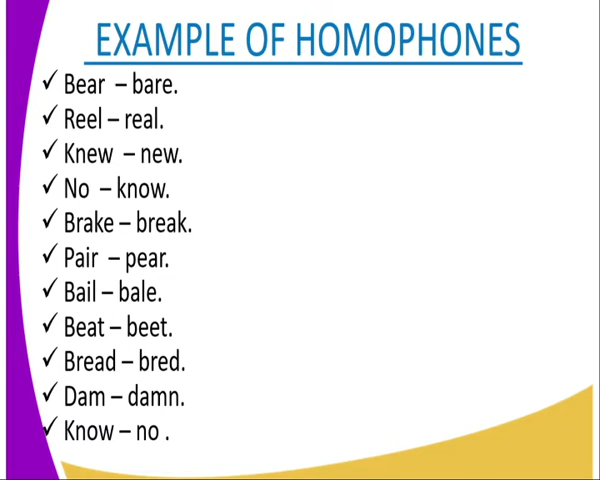 EXAMPLE OF HOMOPHONES
✓ Bear – bare.
✓ Reel – real.
✓ Knew – new.
✓ No – know.
✓ Brake – break.
✓ Pair – pear.
✓ Bail – bale.
✓ Beat – beet.
✓ Bread – bred.
✓ Dam – damn.
✓ Know – no .